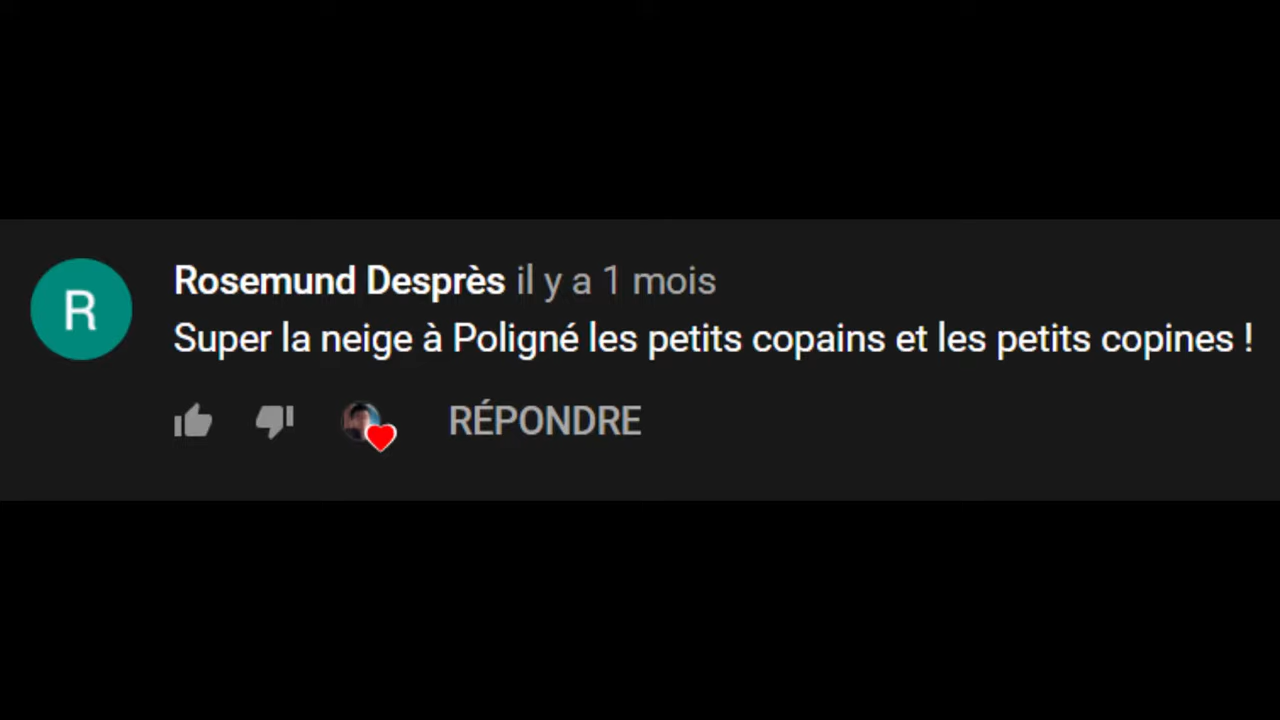 R
Rosemund Desprès il y a 1 mois
Super la neige à Poligné les petits copains et les petits copines !
RÉPONDRE